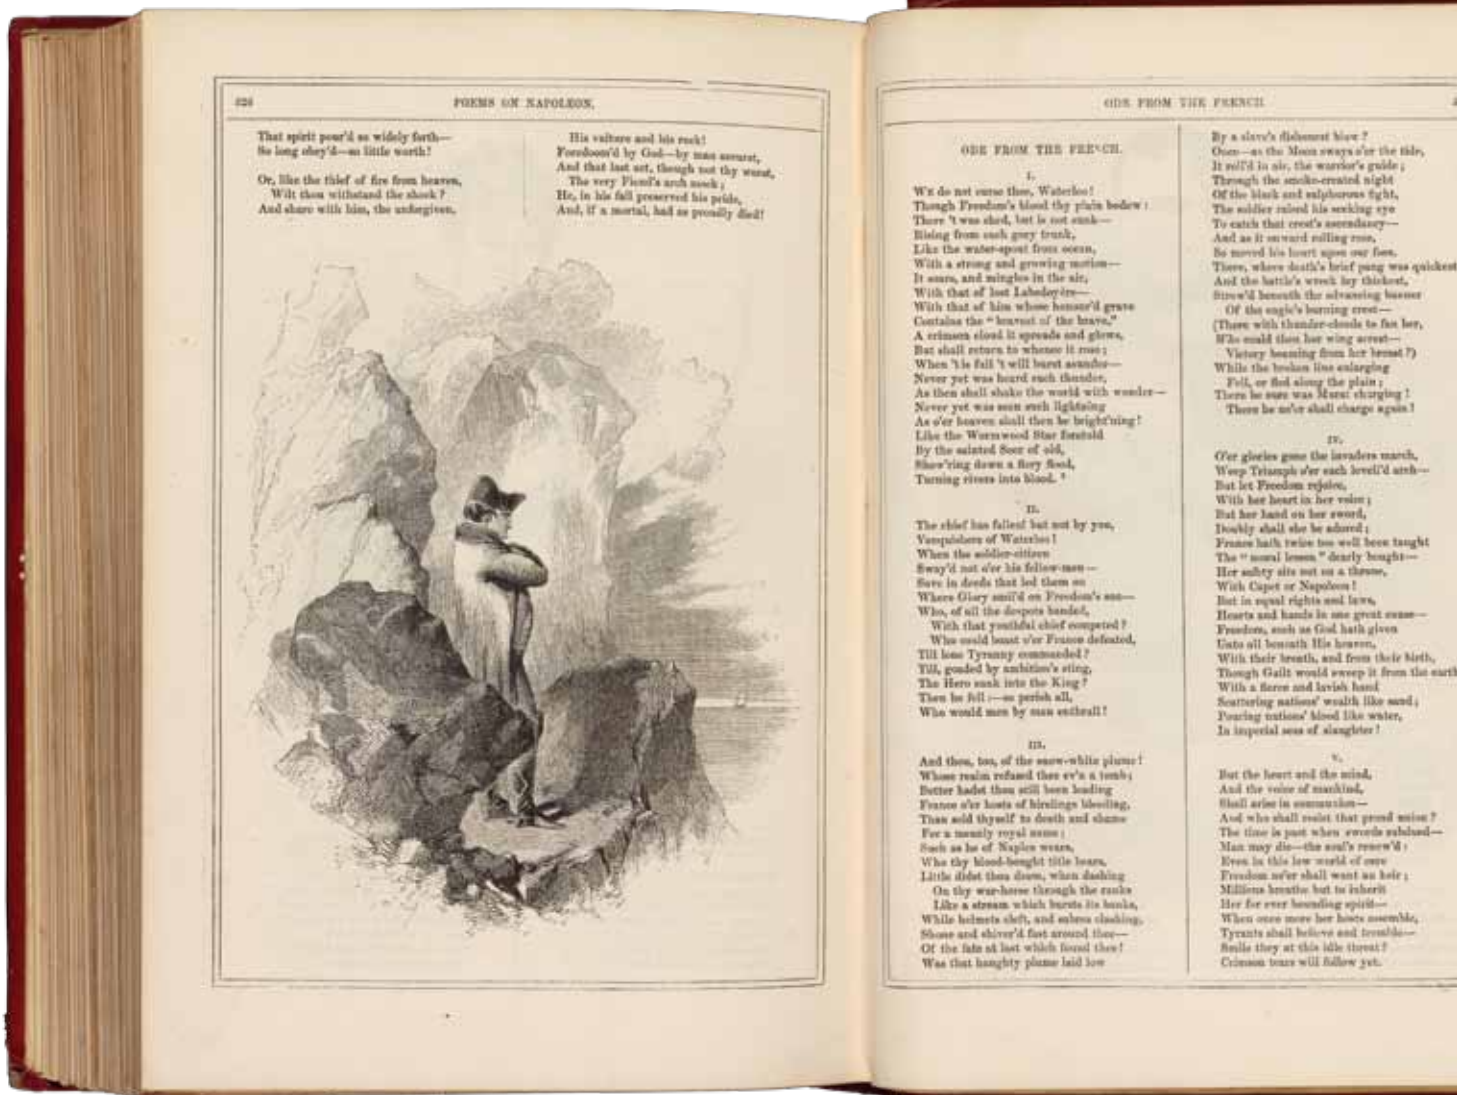 326
POEMS ON NAPOLEON.
That spirit pour'd so widely forth—
So long obey'd—so little worth!
Or, like the thief of fire from heaven,
Wilt thou withstand the shock?
And share with him, the unforgiven,
His vulture and his rock!
Foredoom'd by God—by man accurst,
And that last act, though not thy worst,
The very Fiend's arch mock;
He, in his fall preserved his pride,
And, if a mortal, had as proudly died!
ODE FROM THE FRENCH
ODE FROM THE FRENCH.
I.
WE do not curse thee, Waterloo!
Though Freedom's blood thy plain bedew:
There 't was shed, but is not sunk—
Rising from each gory trunk,
Like the water-spout from ocean,
With a strong and growing motion—
It soars, and mingles in the air,
With that of lost Labedoyère—
With that of him whose honour'd grave
Contains the "bravest of the brave,"
A crimson cloud it spreads and glows,
But shall return to whence it rose;
When 't is full 't will burst asunder—
Never yet was heard such thunder,
As then shall shake the world with wonder—
Never yet was seen such lightning
As o'er heaven shall then be bright'ning!
Like the Wormwood Star foretold
By the sainted Seer of old,
Show'ring down a fiery flood,
Turning rivers into blood.
II.
The chief has fallen! but not by you,
Vanquishers of Waterloo!
When the soldier-citizen
Sway'd not o'er his fellow-men—
Save in deeds that led them on
Where Glory smil'd on Freedom's son—
Who, of all the despots banded,
With that youthful chief competed?
Who could boast o'er France defeated,
Till lone Tyranny commanded?
Till, goaded by ambition's sting,
The Hero sunk into the King?
Then he fell:—so perish all,
Who would men by man enthrall!
III.
And thou, too, of the snow-white plume!
Whose realm refused thee ev'n a tomb;
Better hadst thou still been leading
France o'er hosts of hirelings bleeding,
Than sold thyself to death and shame
For a meanly royal name;
Such as he of Naples wears,
Who thy blood-bought title bears.
Little didst thou deem, when dashing
On thy war-horse through the ranks
Like a stream which bursts its banks,
While helmets cleft, and sabres clashing,
Shone and shiver'd fast around thee—
Of the fate at last which found thee!
Was that haughty plume laid low
By a slave's dishonest blow?
Once—as the Moon sways o'er the tide,
It roll'd in air, the warrior's guide;
Through the smoke-created night
Of the black and sulphurous fight,
The soldier raised his seeking eye
To catch that crest's ascendancy—
And as it onward rolling rose,
So moved his heart upon our foes.
There, where death's brief pang was quickest
And the battle's wreck lay thickest,
Strew'd beneath the advancing banner
Of the eagle's burning crest—
(There with thunder-clouds to fan her,
Who could then her wing arrest—
Victory beaming from her breast?)
While the broken line enlarging
Fell, or fled along the plain;
There be sure was Murat charging!
There he ne'er shall charge again!
IV.
O'er glories gone the invaders march,
Weep Triumph o'er each levell'd arch—
But let Freedom rejoice,
With her heart in her voice;
But her hand on her sword,
Doubly shall she be adored;
France hath twice too well been taught
The "moral lesson" dearly bought—
Her safety sits not on a throne,
With Capet or Napoleon!
But in equal rights and laws,
Hearts and hands in one great cause—
Freedom, such as God hath given
Unto all beneath His heaven,
With their breath, and from their birth,
Though Guilt would sweep it from the earth
With a fierce and lavish hand
Scattering nations' wealth like sand;
Pouring nations' blood like water,
In imperial seas of slaughter!
V.
But the heart and the mind,
And the voice of mankind,
Shall arise in communion—
And who shall resist that proud union?
The time is past when swords subdued—
Man may die—the soul's renew'd:
Even in this low world of care
Freedom ne'er shall want an heir;
Millions breathe but to inherit
Her for ever bounding spirit—
When once more her hosts assemble,
Tyrants shall believe and tremble—
Smile they at this idle threat?
Crimson tears will follow yet.